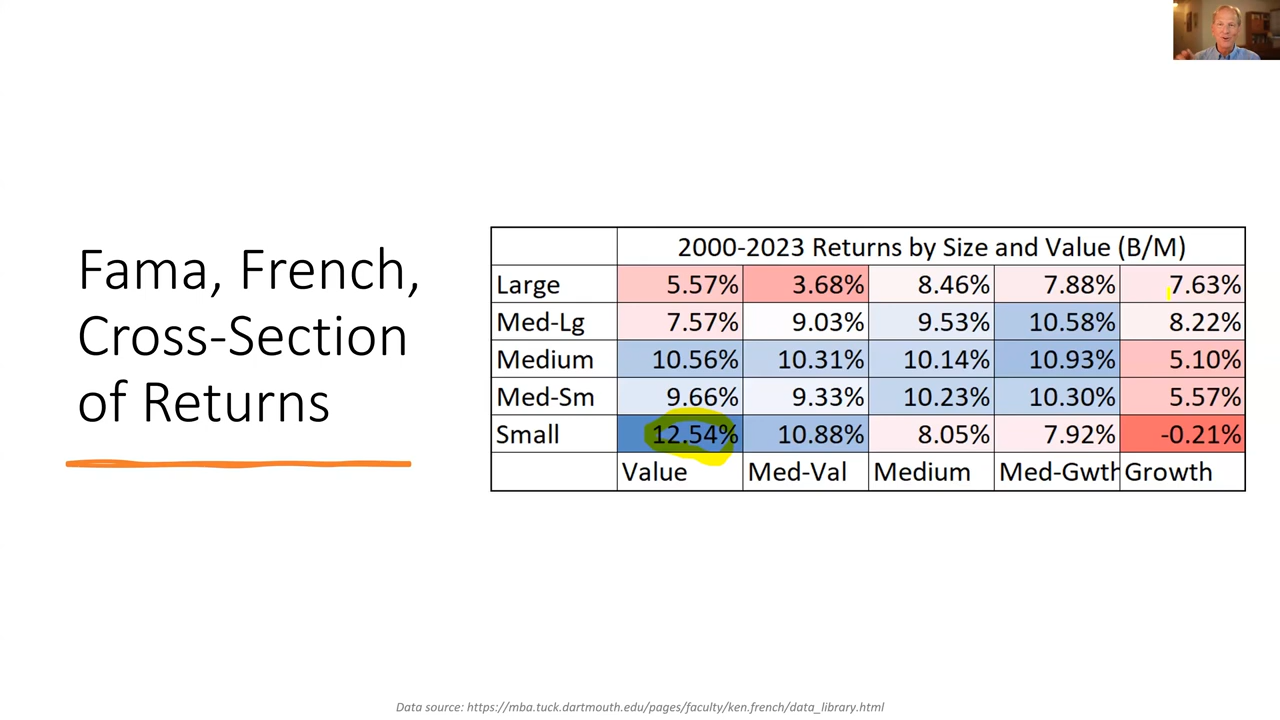 Fama, French,
Cross-Section
of Returns
2000-2023 Returns by Size and Value (B/M)
Large 5.57% 3.68% 8.46% 7.88% 7.63%
Med-Lg 7.57% 9.03% 9.53% 10.58% 8.22%
Medium 10.56% 10.31% 10.14% 10.93% 5.10%
Med-Sm 9.66% 9.33% 10.23% 10.30% 5.57%
Small 12.54% 10.88% 8.05% 7.92% -0.21%
Value Med-Val Medium Med-Gwth Growth
Data source: https://mba.tuck.dartmouth.edu/pages/faculty/ken.french/data_library.html